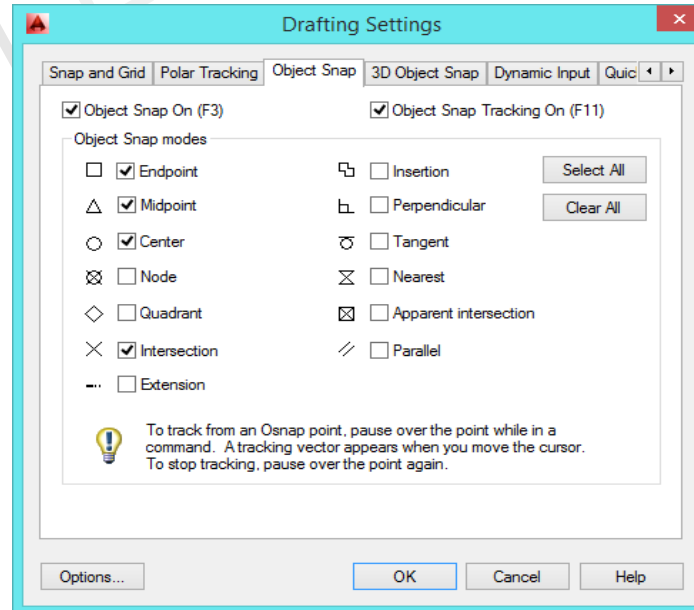 Drafting Settings
Snap and Grid Polar Tracking Object Snap 3D Object Snap Dynamic Input Quic
Object Snap On (F3) Object Snap Tracking On (F11)
Object Snap modes
Endpoint Insertion Select All
Midpoint Perpendicular Clear All
Center Tangent
Node Nearest
Quadrant Apparent intersection
Intersection Parallel
Extension
To track from an Osnap point, pause over the point while in a
command. A tracking vector appears when you move the cursor.
To stop tracking, pause over the point again.
Options... OK Cancel Help